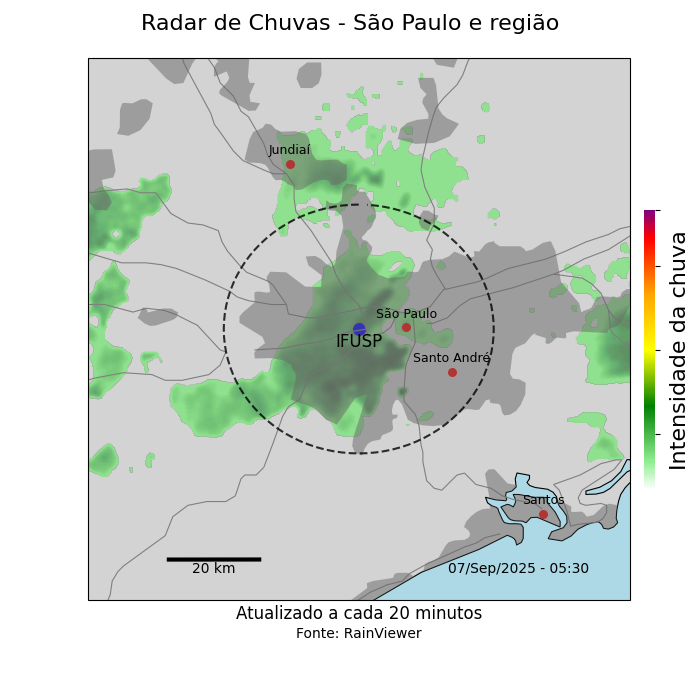 Radar de Chuvas - São Paulo e região
Jundiaí
São Paulo
IFUSP
Santo André
Santos
20 km
07/Sep/2025 - 05:30
Intensidade da chuva
Atualizado a cada 20 minutos
Fonte: RainViewer